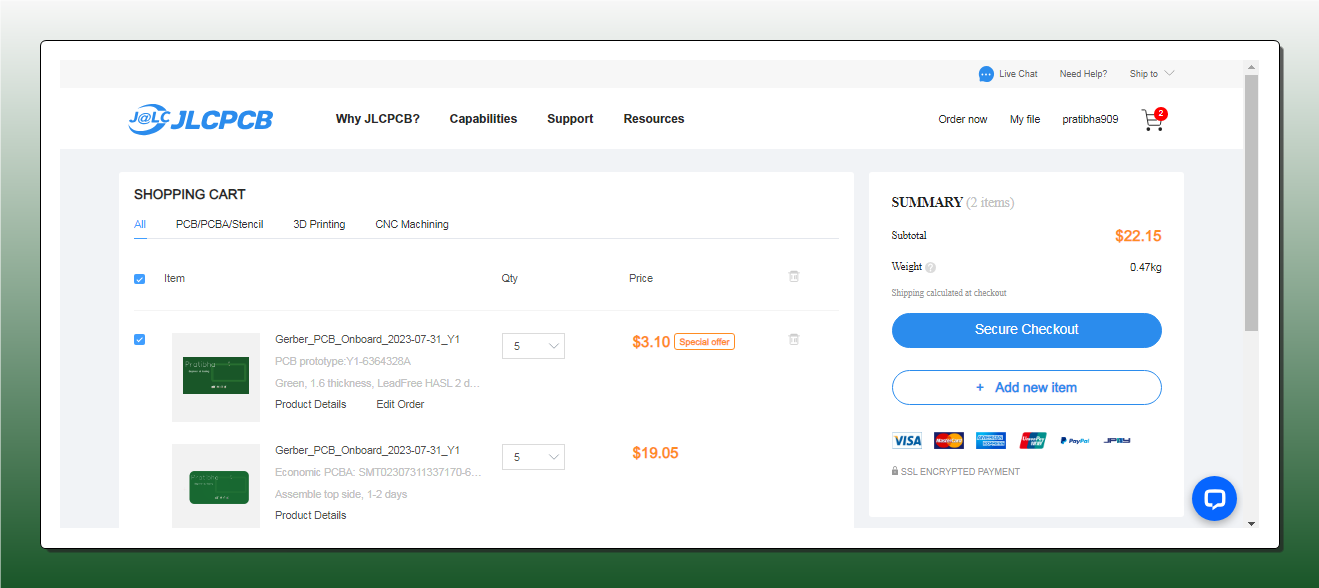 Live Chat Need Help? Ship to
J@LC JLCPCB Why JLCPCB? Capabilities Support Resources Order now My file pratibha909 2
SHOPPING CART
All PCB/PCBA/Stencil 3D Printing CNC Machining
Item Qty Price
Gerber_PCB_Onboard_2023-07-31_Y1 5 $3.10 Special offer
PCB prototype:Y1-6364328A
Green, 1.6 thickness, LeadFree HASL 2 d...
Product Details Edit Order
Pratibha
Gerber_PCB_Onboard_2023-07-31_Y1 5 $19.05
Economic PCBA: SMT02307311337170-6...
Assemble top side, 1-2 days
Product Details
SUMMARY (2 items)
Subtotal $22.15
Weight ? 0.47kg
Shipping calculated at checkout
Secure Checkout
+ Add new item
VISA MasterCard UnionPay PayPal
SSL ENCRYPTED PAYMENT